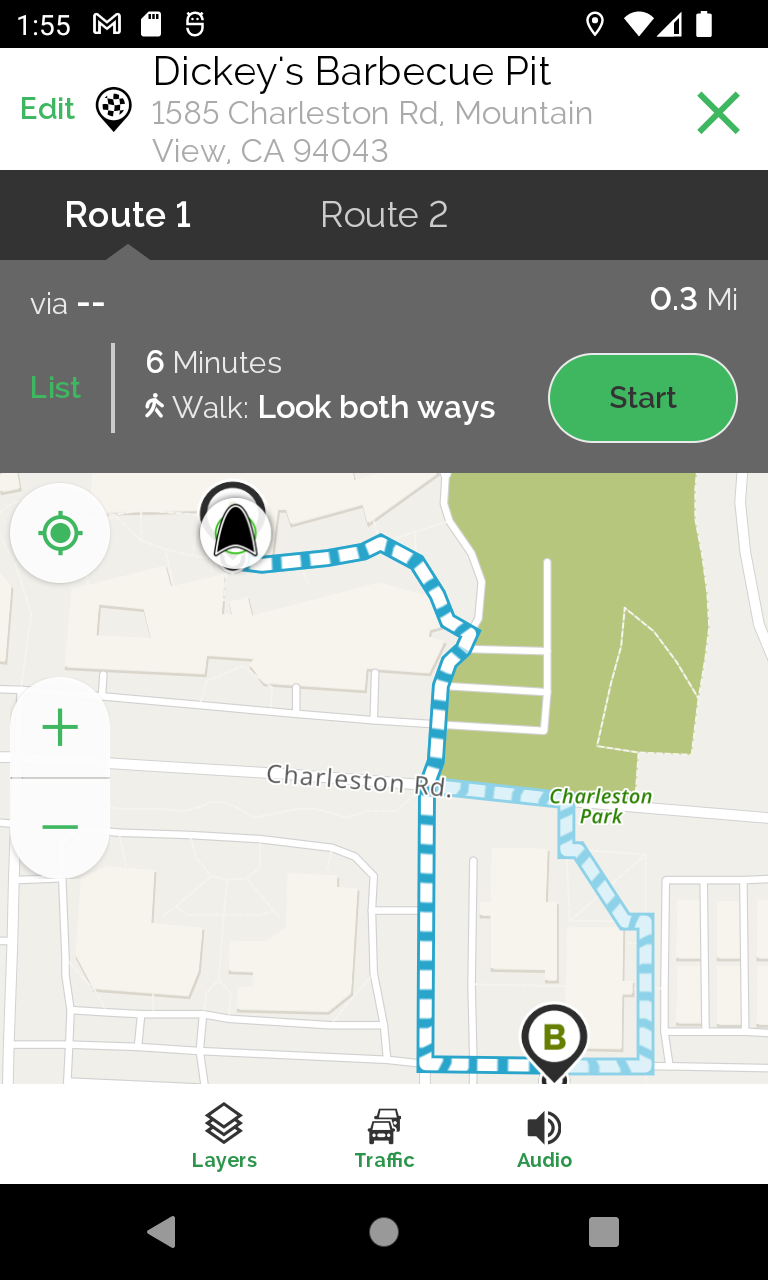 1:55
Edit
Dickey's Barbecue Pit
1585 Charleston Rd, Mountain
View, CA 94043
Route 1
Route 2
via --
0.3 Mi
List
6 Minutes
Walk: Look both ways
Start
Charleston Rd.
Charleston
Park
B
Layers
Traffic
Audio